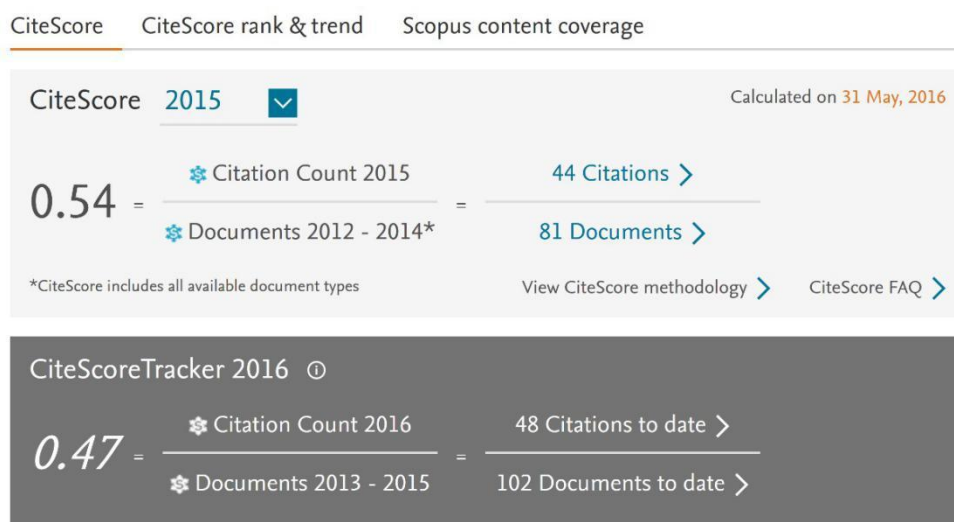 CiteScore CiteScore rank & trend Scopus content coverage
CiteScore 2015 Calculated on 31 May, 2016
0.54 = Citation Count 2015 = 44 Citations
Documents 2012 - 2014* 81 Documents
*CiteScore includes all available document types View CiteScore methodology CiteScore FAQ
CiteScoreTracker 2016
0.47 = Citation Count 2016 = 48 Citations to date
Documents 2013 - 2015 102 Documents to date